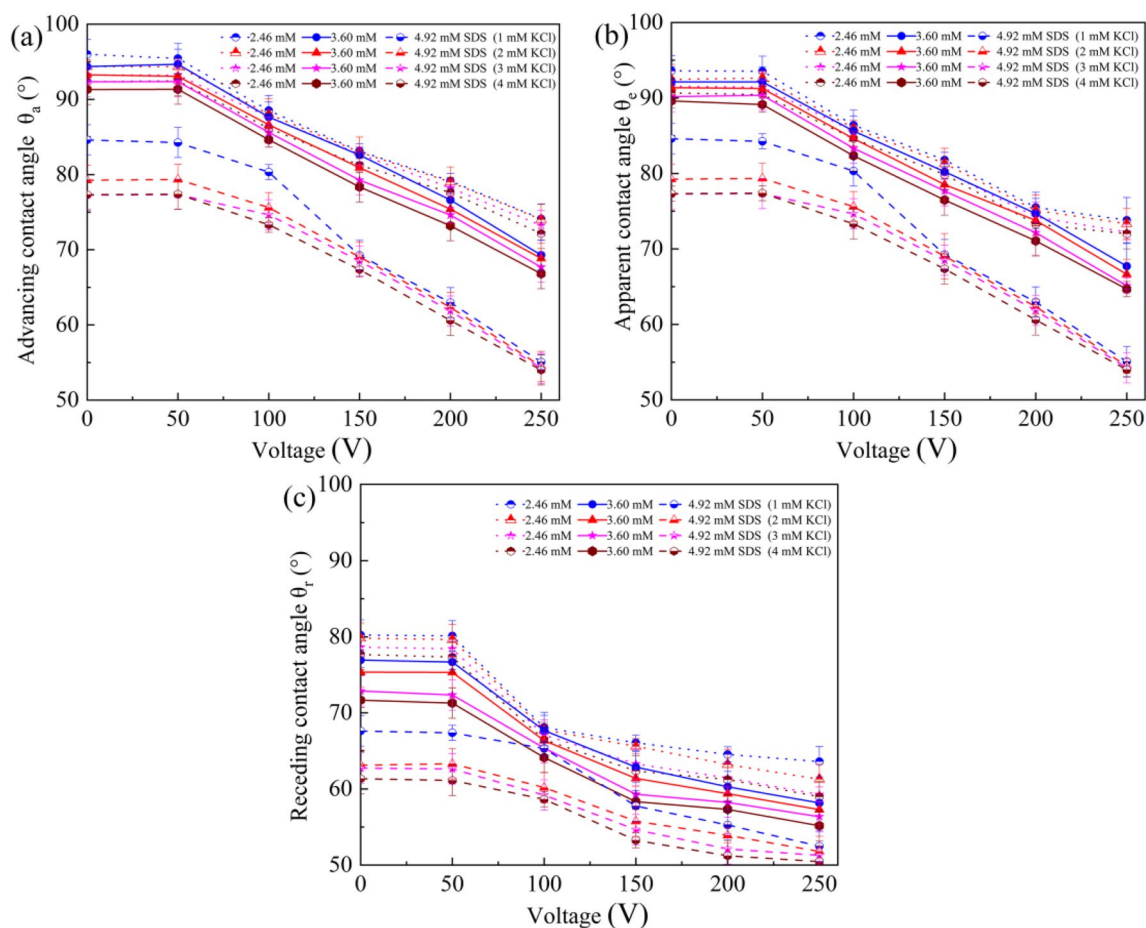 (a)
100
90
80
70
60
50
0 50 100 150 200 250
Advancing contact angle θ_a (°)
Voltage (V)
2.46 mM 3.60 mM 4.92 mM SDS (1 mM KCl)
2.46 mM 3.60 mM 4.92 mM SDS (2 mM KCl)
2.46 mM 3.60 mM 4.92 mM SDS (3 mM KCl)
2.46 mM 3.60 mM 4.92 mM SDS (4 mM KCl)
(b)
100
90
80
70
60
50
0 50 100 150 200 250
Apparent contact angle θ_e (°)
Voltage (V)
2.46 mM 3.60 mM 4.92 mM SDS (1 mM KCl)
2.46 mM 3.60 mM 4.92 mM SDS (2 mM KCl)
2.46 mM 3.60 mM 4.92 mM SDS (3 mM KCl)
2.46 mM 3.60 mM 4.92 mM SDS (4 mM KCl)
(c)
100
90
80
70
60
50
0 50 100 150 200 250
Receding contact angle θ_r (°)
Voltage (V)
2.46 mM 3.60 mM 4.92 mM SDS (1 mM KCl)
2.46 mM 3.60 mM 4.92 mM SDS (2 mM KCl)
2.46 mM 3.60 mM 4.92 mM SDS (3 mM KCl)
2.46 mM 3.60 mM 4.92 mM SDS (4 mM KCl)